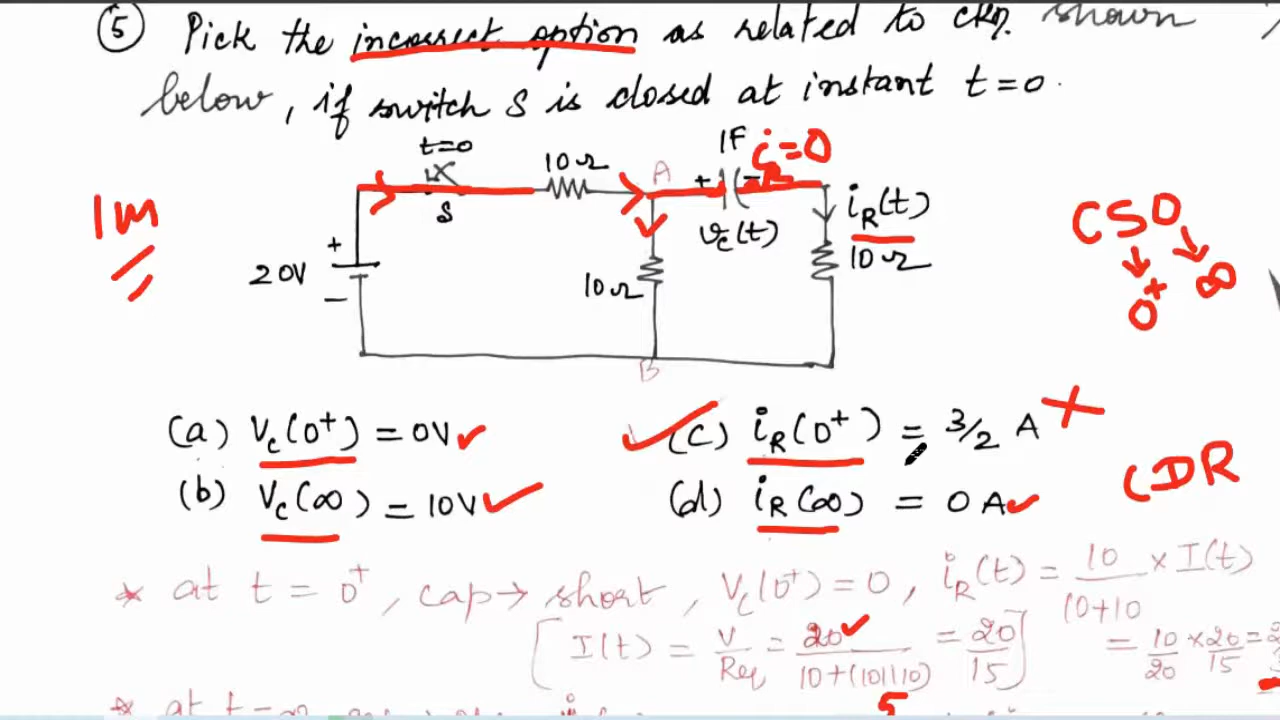 ⑤ Pick the incorrect option as related to ckt. shown
below, if switch S is closed at instant t=0.
t=0
10Ω
A
1F
i=0
1M
S
+ -
Vc(t)
iR(t)
10Ω
CSO
0+ ∞
+
20V
-
10Ω
B
(a) Vc(0+) = 0V
(c) iR(0+) = 3/2 A
(b) Vc(∞) = 10V
(d) iR(∞) = 0 A
CDR
* at t = 0+, cap → short, Vc(0+) = 0, iR(t) = 10/(10+10 × I(t)
[I(t) = V/Req = 20/10+(10||10) = 20/15]
= 10/20 × 20/15 =
5
* at t